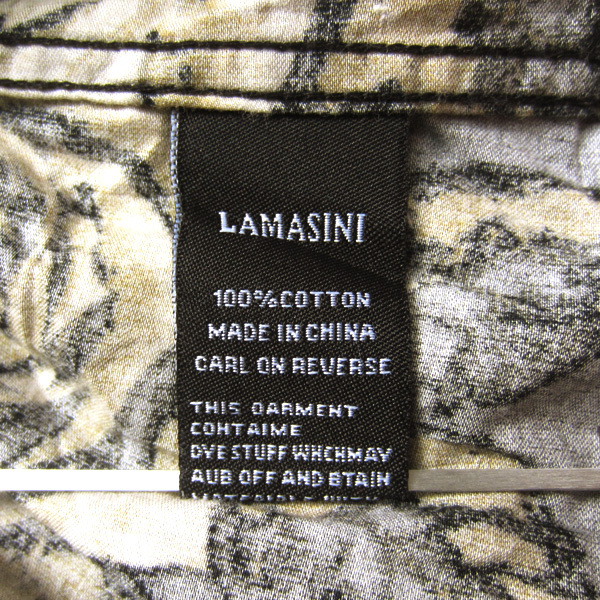 LAMASINI
100%COTTON
MADE IN CHINA
CARL ON REVERSE
THIS OARMENT
COHTAIME
DYE STUFF WHCHMAY
AUB OFF AND BTAIN